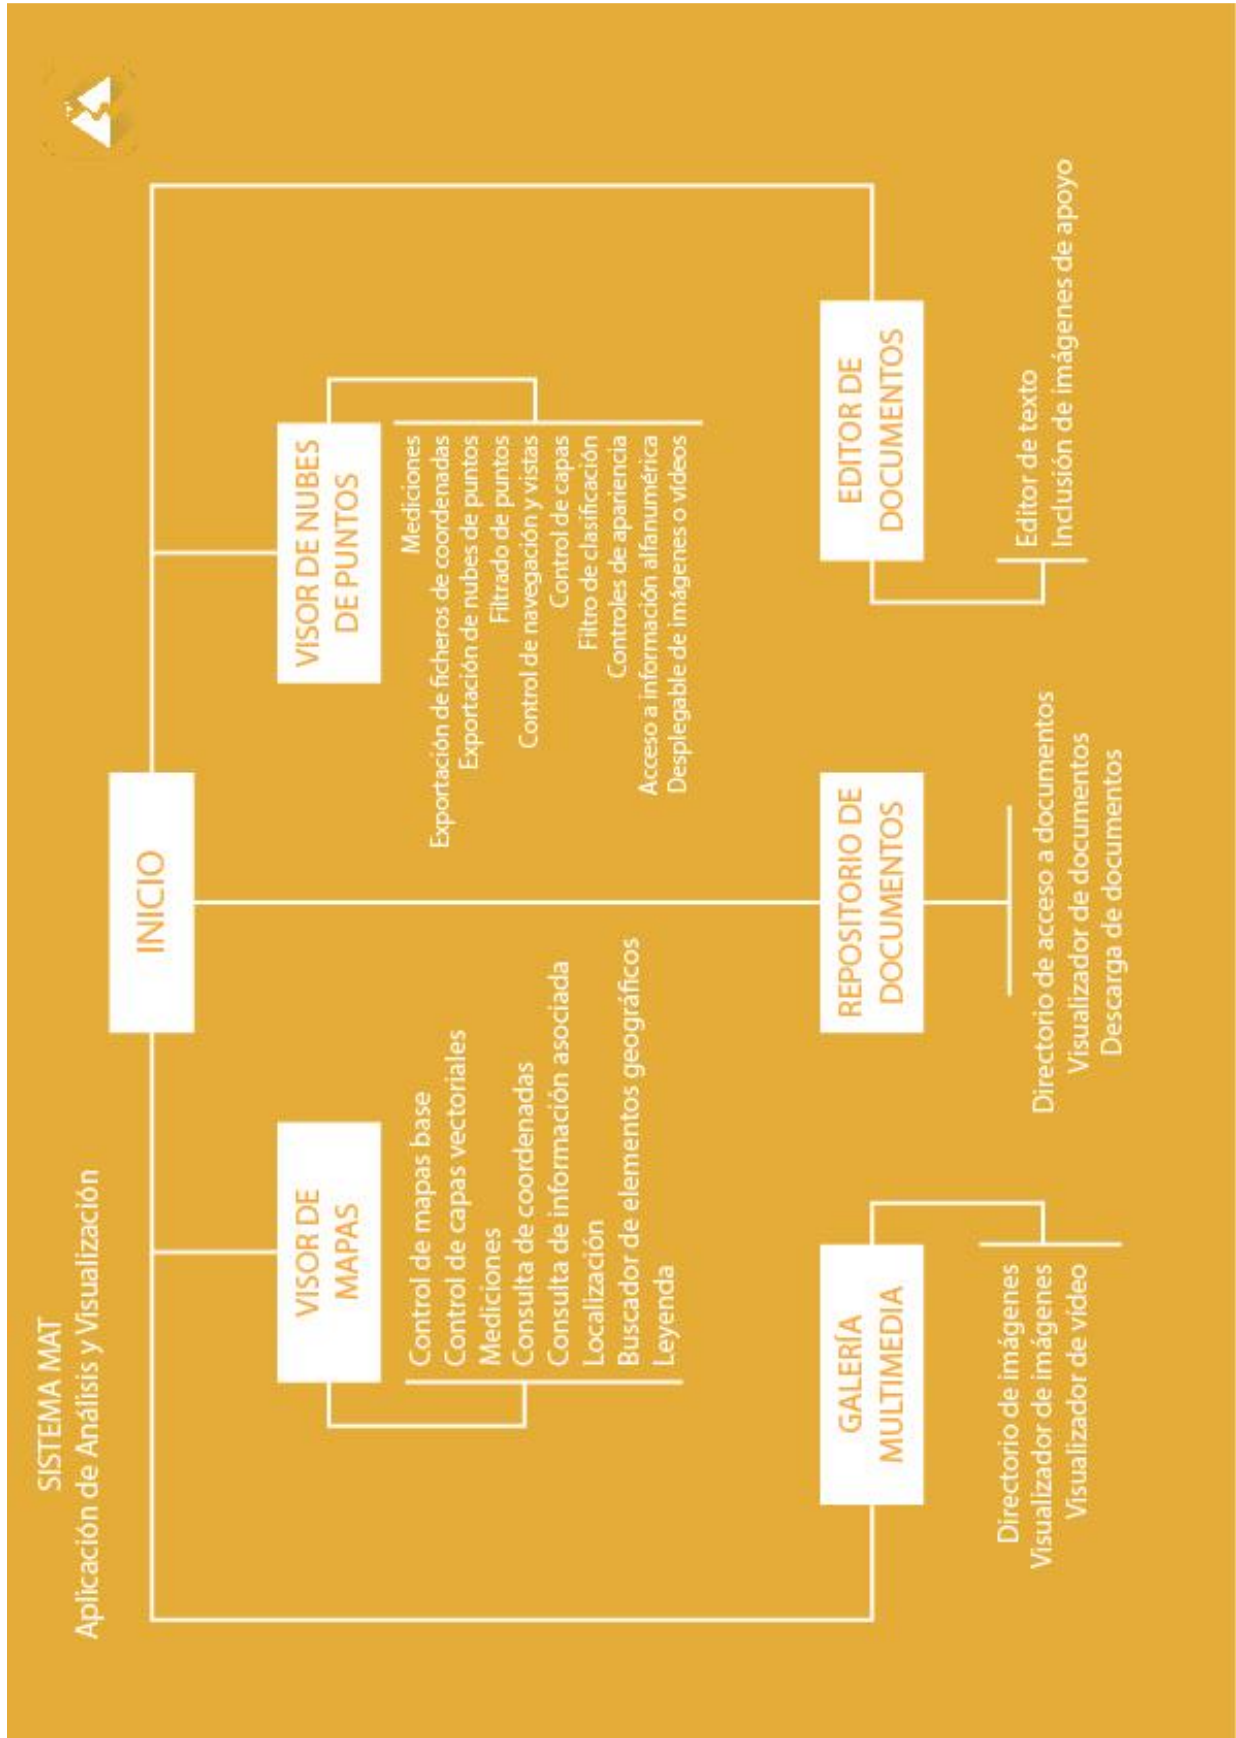 SISTEMA MAT
Aplicación de Análisis y Visualización
INICIO
VISOR DE
MAPAS
Control de mapas base
Control de capas vectoriales
Mediciones
Consulta de coordenadas
Consulta de información asociada
Localización
Buscador de elementos geográficos
Leyenda
VISOR DE NUBES
DE PUNTOS
Mediciones
Exportación de ficheros de coordenadas
Exportación de nubes de puntos
Filtrado de puntos
Control de navegación y vistas
Control de capas
Filtro de clasificación
Controles de apariencia
Acceso a información alfanumérica
Desplegable de imágenes o vídeos
GALERÍA
MULTIMEDIA
Directorio de imágenes
Visualizador de imágenes
Visualizador de vídeo
REPOSITORIO DE
DOCUMENTOS
Directorio de acceso a documentos
Visualizador de documentos
Descarga de documentos
EDITOR DE
DOCUMENTOS
Editor de texto
Inclusión de imágenes de apoyo